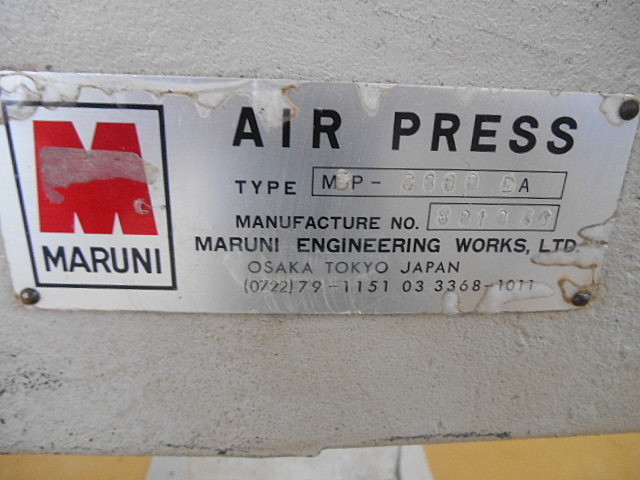 M
MARUNI
AIR PRESS
TYPE
MANUFACTURE NO.
MARUNI ENGINEERING WORKS, LTD.
OSAKA TOKYO JAPAN
(0722)79-1151 03 3368-1011